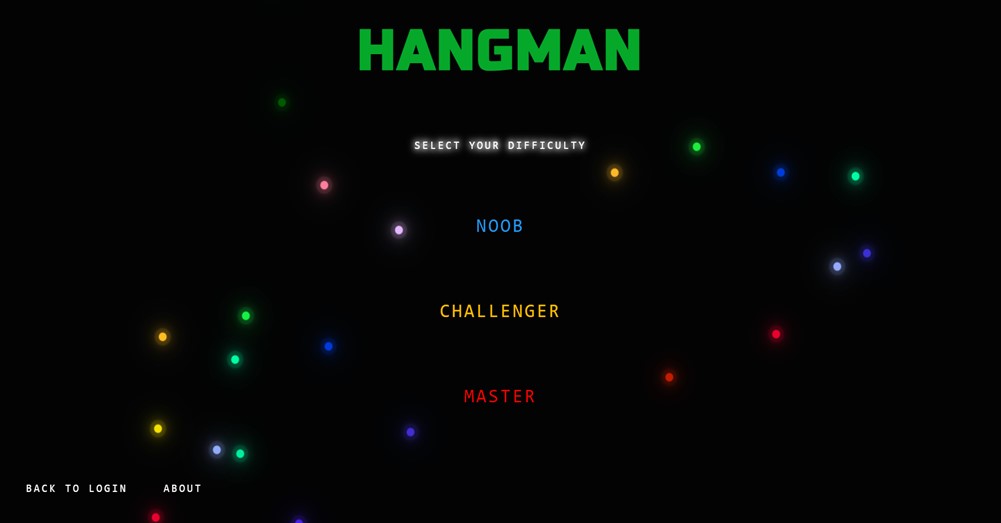 HANGMAN
SELECT YOUR DIFFICULTY
NOOB
CHALLENGER
MASTER
BACK TO LOGIN ABOUT